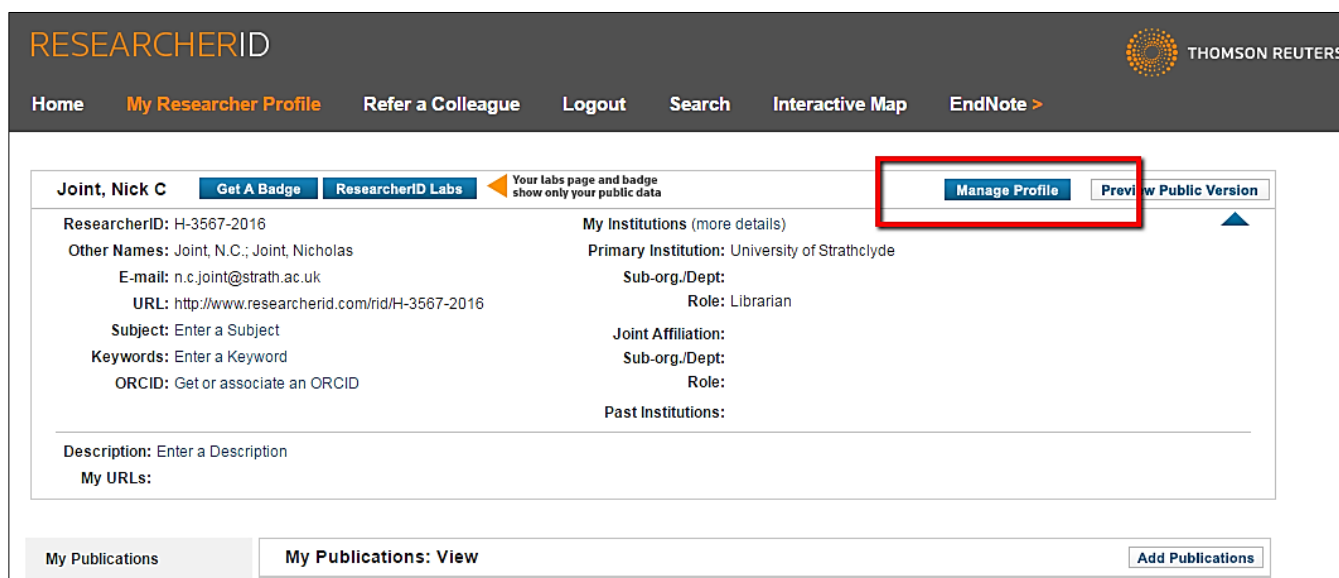 RESEARCHERID
THOMSON REUTERS
Home My Researcher Profile Refer a Colleague Logout Search Interactive Map EndNote >
Joint, Nick C Get A Badge ResearcherID Labs Your labs page and badge
show only your public data
Manage Profile Preview Public Version
ResearcherID: H-3567-2016
Other Names: Joint, N.C.; Joint, Nicholas
E-mail: n.c.joint@strath.ac.uk
URL: http://www.researcherid.com/rid/H-3567-2016
Subject: Enter a Subject
Keywords: Enter a Keyword
ORCID: Get or associate an ORCID
My Institutions (more details)
Primary Institution: University of Strathclyde
Sub-org./Dept:
Role: Librarian
Joint Affiliation:
Sub-org./Dept:
Role:
Past Institutions:
Description: Enter a Description
My URLs:
My Publications
My Publications: View
Add Publications